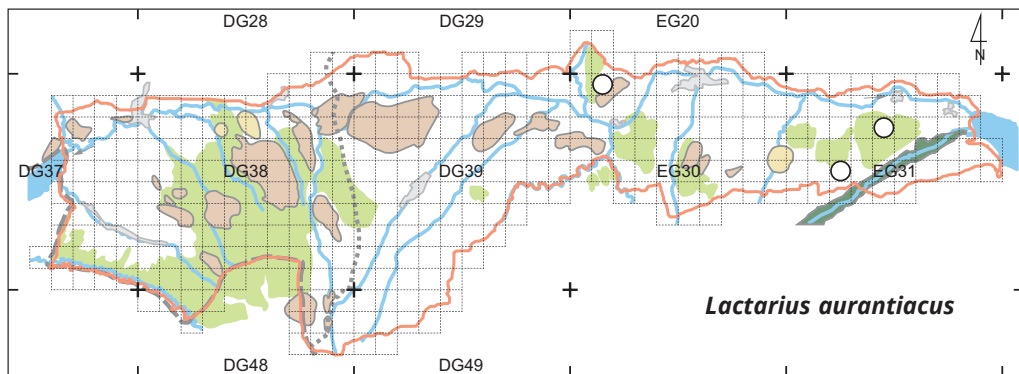 DG28 DG29 EG20
N
DG37 DG38 DG39 EG30 EG31
Lactarius aurantiacus
DG48 DG49